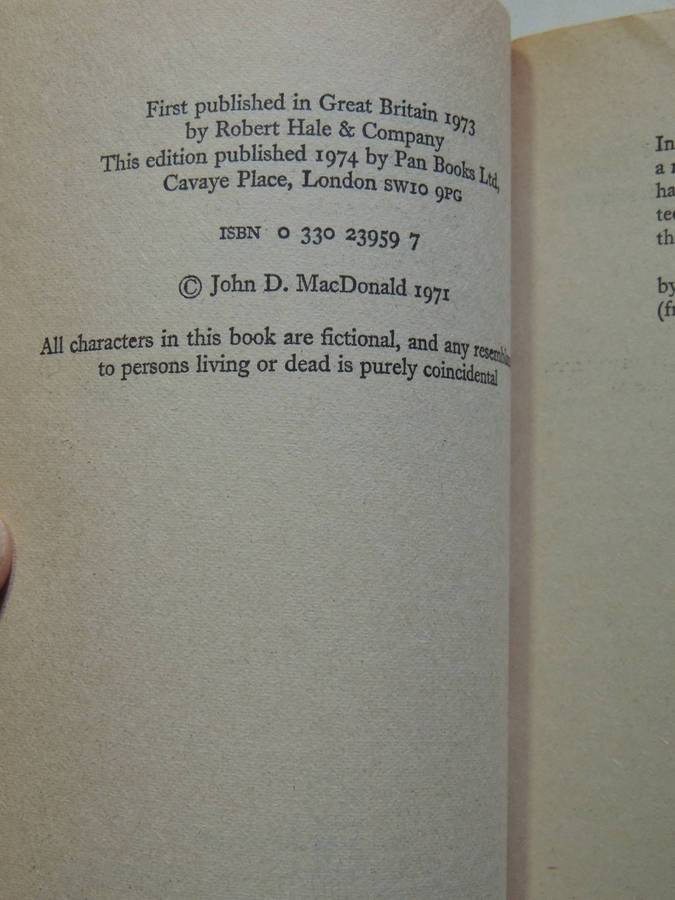 First published in Great Britain 1973
by Robert Hale & Company
This edition published 1974 by Pan Books Ltd,
Cavaye Place, London SW10 9PG
ISBN 0 330 23959 7
© John D. MacDonald 1971
All characters in this book are fictional, and any
to persons living or dead is purely coincidental
In
a
by